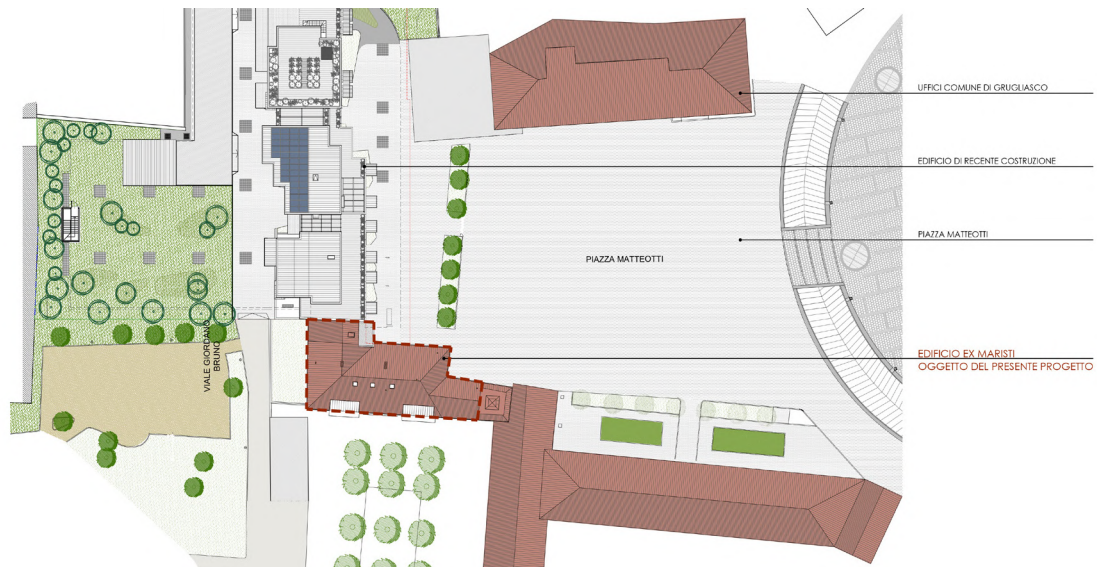 UFFICI COMUNE DI GRUGLIASCO
EDIFICIO DI RECENTE COSTRUZIONE
PIAZZA MATTEOTTI
PIAZZA MATTEOTTI
EDIFICIO EX MARISTI
OGGETTO DEL PRESENTE PROGETTO
VIALE GIORDANO
BRUNO